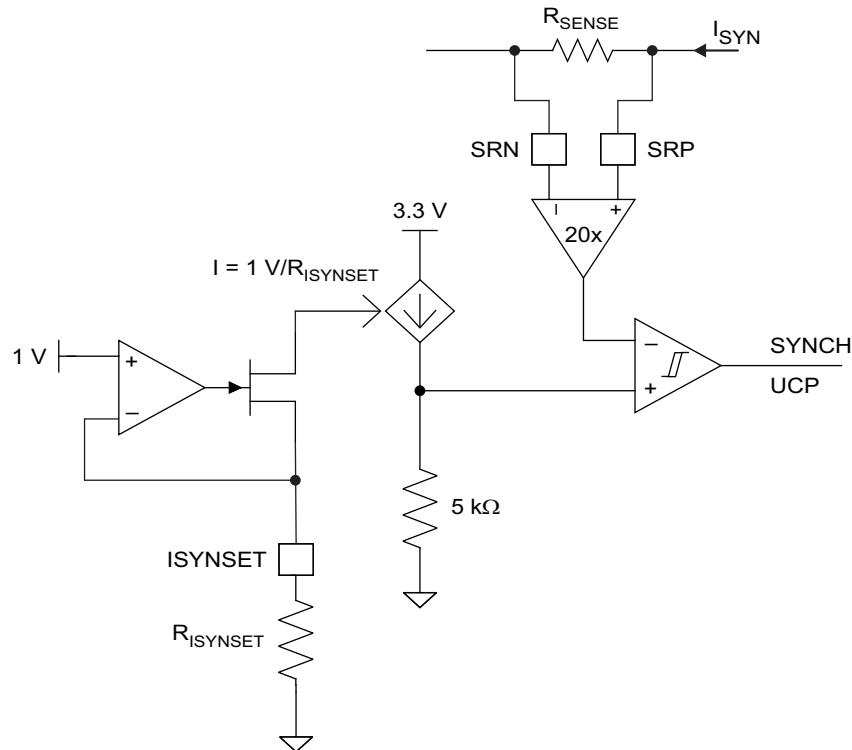 R_SENSE
I_SYN
SRN
SRP
3.3 V
20x
I = 1 V/R_ISYNSET
1 V
+
−
− +
−
+
SYNCH
UCP
5 kΩ
ISYNSET
R_ISYNSET